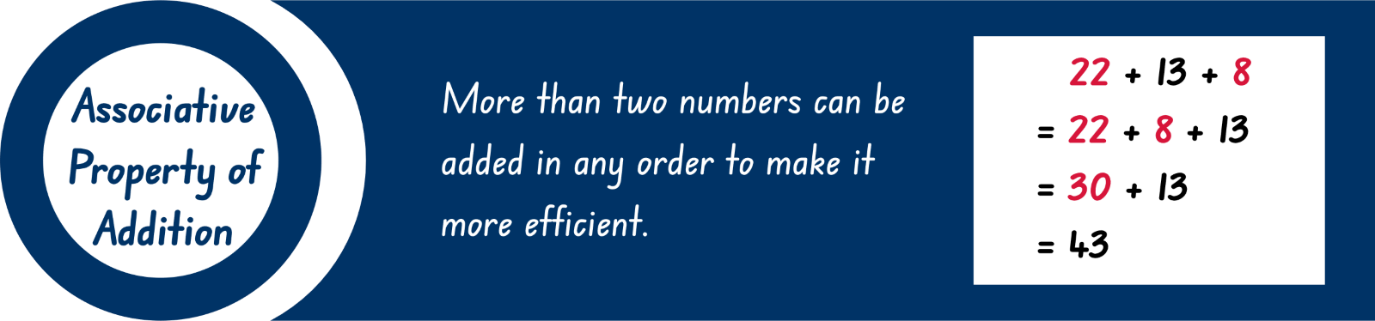 Associative
Property of
Addition
More than two numbers can be
added in any order to make it
more efficient.
22 + 13 + 8
= 22 + 8 + 13
= 30 + 13
= 43